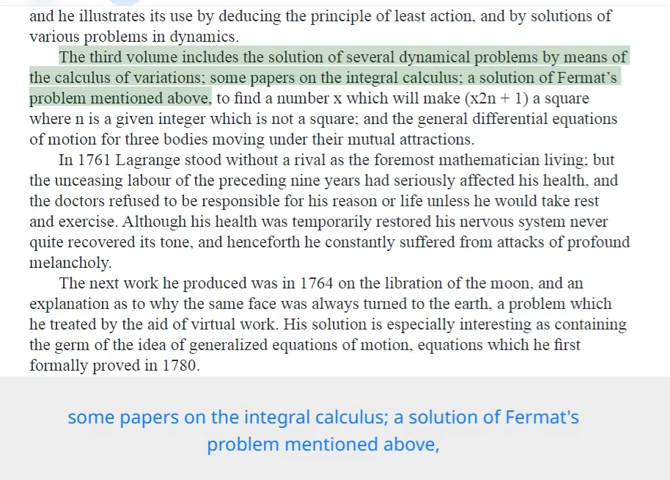 and he illustrates its use by deducing the principle of least action, and by solutions of
various problems in dynamics.
The third volume includes the solution of several dynamical problems by means of
the calculus of variations; some papers on the integral calculus; a solution of Fermat’s
problem mentioned above, to find a number x which will make (x2n + 1) a square
where n is a given integer which is not a square; and the general differential equations
of motion for three bodies moving under their mutual attractions.
In 1761 Lagrange stood without a rival as the foremost mathematician living; but
the unceasing labour of the preceding nine years had seriously affected his health, and
the doctors refused to be responsible for his reason or life unless he would take rest
and exercise. Although his health was temporarily restored his nervous system never
quite recovered its tone, and henceforth he constantly suffered from attacks of profound
melancholy.
The next work he produced was in 1764 on the libration of the moon, and an
explanation as to why the same face was always turned to the earth, a problem which
he treated by the aid of virtual work. His solution is especially interesting as containing
the germ of the idea of generalized equations of motion, equations which he first
formally proved in 1780.
some papers on the integral calculus; a solution of Fermat's
problem mentioned above,